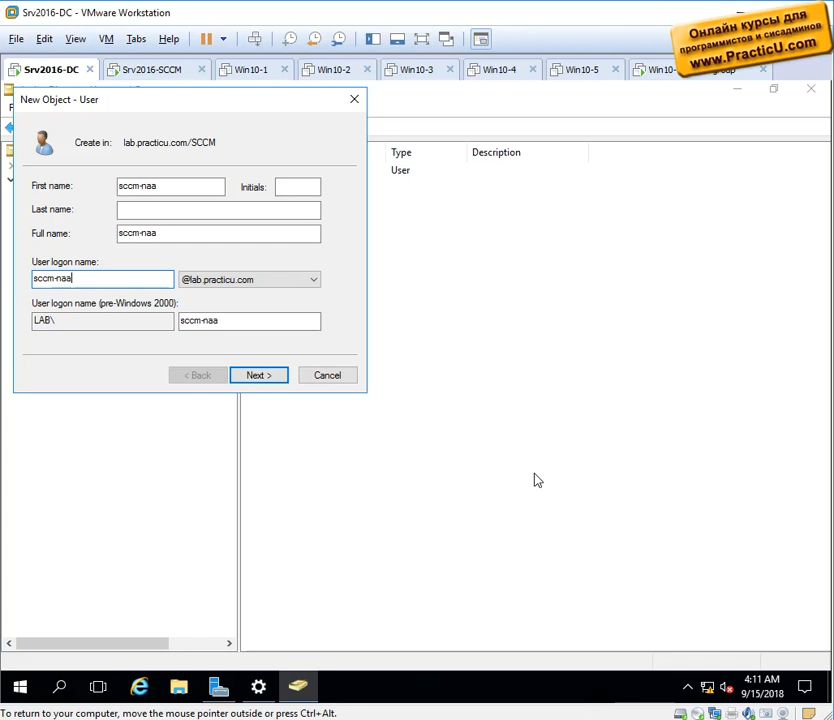 Srv2016-DC - VMware Workstation
File Edit View VM Tabs Help
Онлайн курсы для
программистов и сисадминов
www.PracticU.com
Srv2016-DC Srv2016-SCCM Win10-1 Win10-2 Win10-3 Win10-4 Win10-5 Win10-
New Object - User
Create in: lab.practicu.com/SCCM
Type Description
User
First name: sccm-naa Initials:
Last name:
Full name: sccm-naa
User logon name:
sccm-naa @lab.practicu.com
User logon name (pre-Windows 2000):
LAB\ sccm-naa
< Back Next > Cancel
4:11 AM
9/15/2018
To return to your computer, move the mouse pointer outside or press Ctrl+Alt.